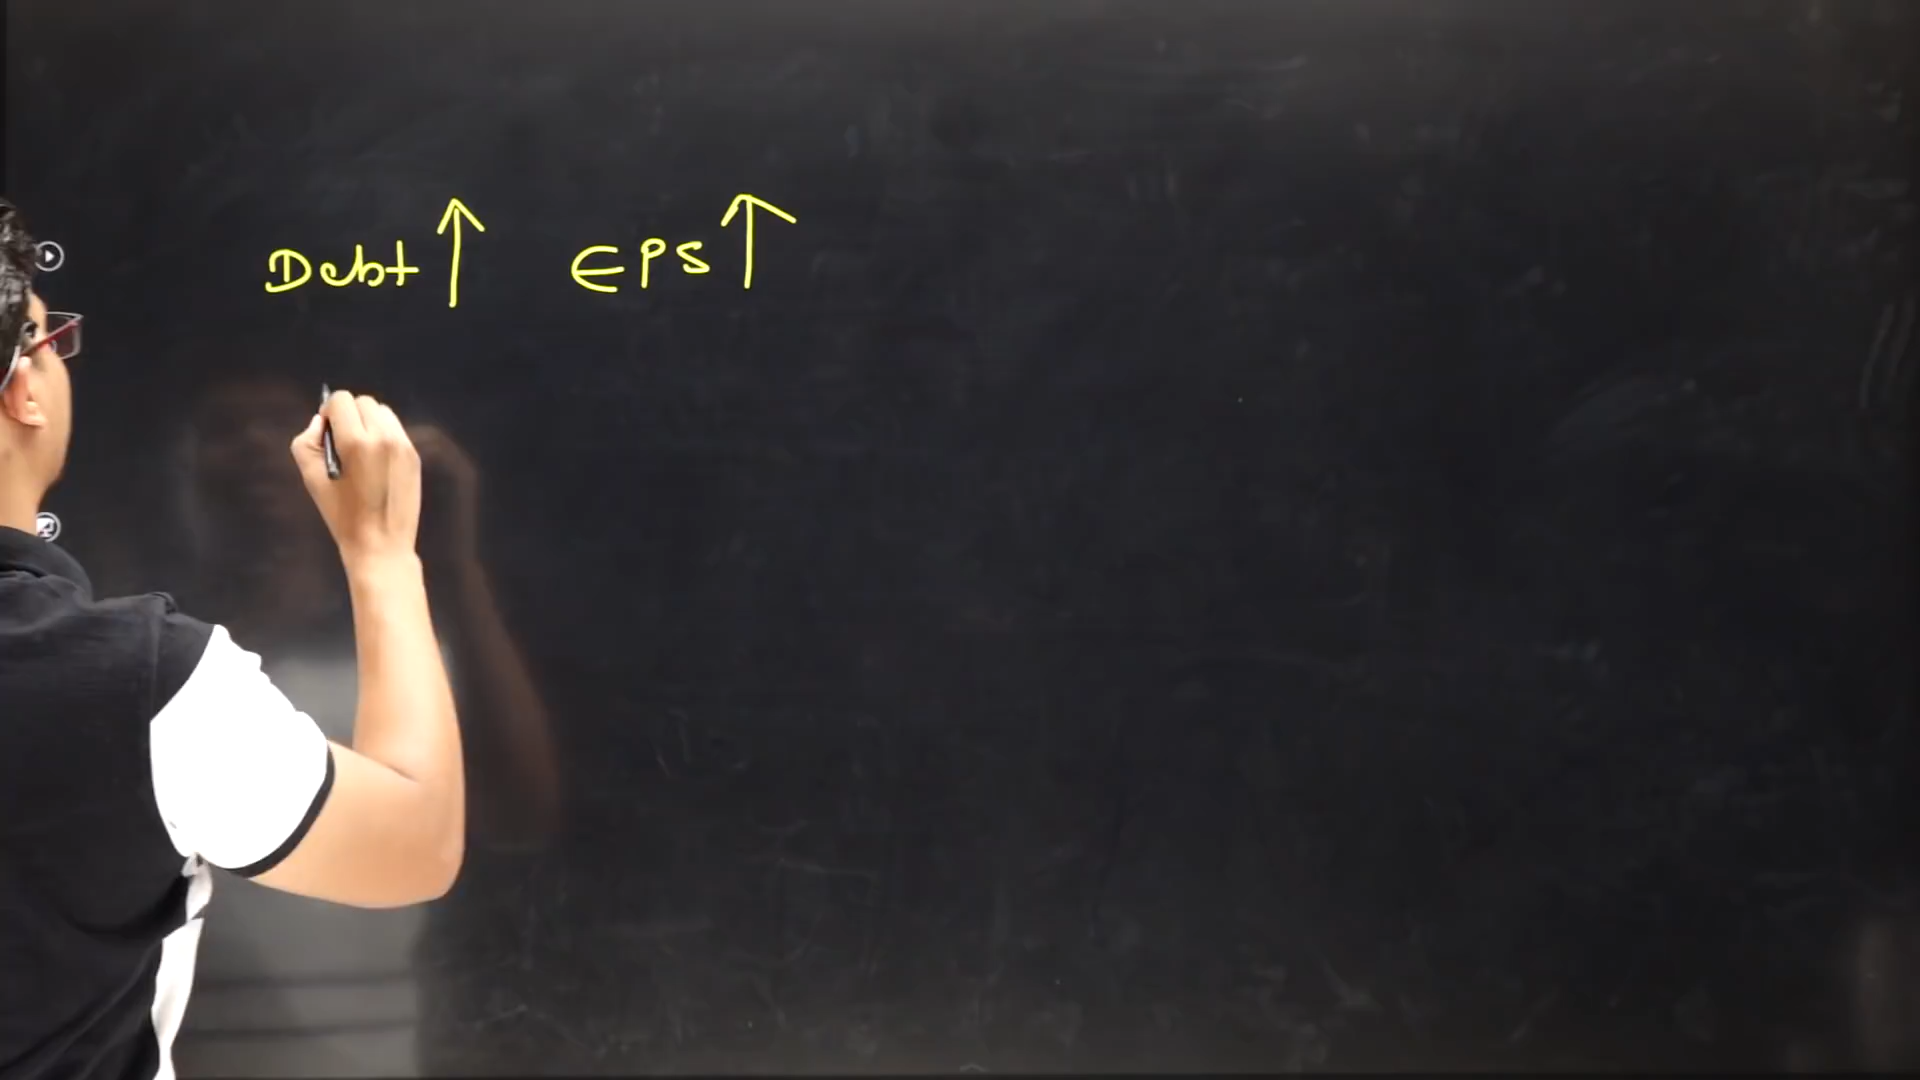 Debt ↑ EPS ↑